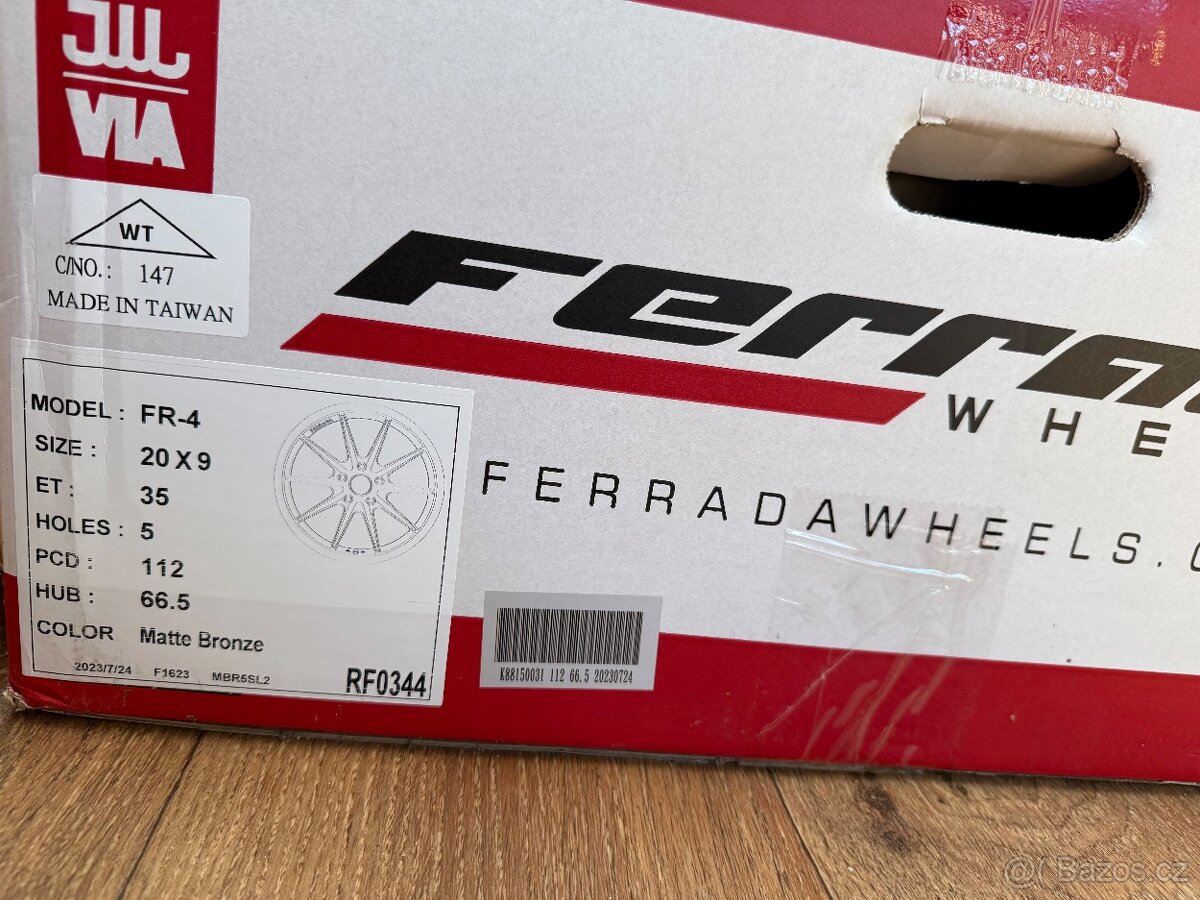 JWL
VIA
WT
C/NO.: 147
MADE IN TAIWAN
Ferra
WHE
FERRADAWHEELS.C
MODEL : FR-4
SIZE : 20 X 9
ET : 35
HOLES : 5
PCD : 112
HUB : 66.5
COLOR Matte Bronze
2023/7/24 F1623 MBR5SL2
RF0344
K88150031 112 66.5 20230724
Bazos.cz